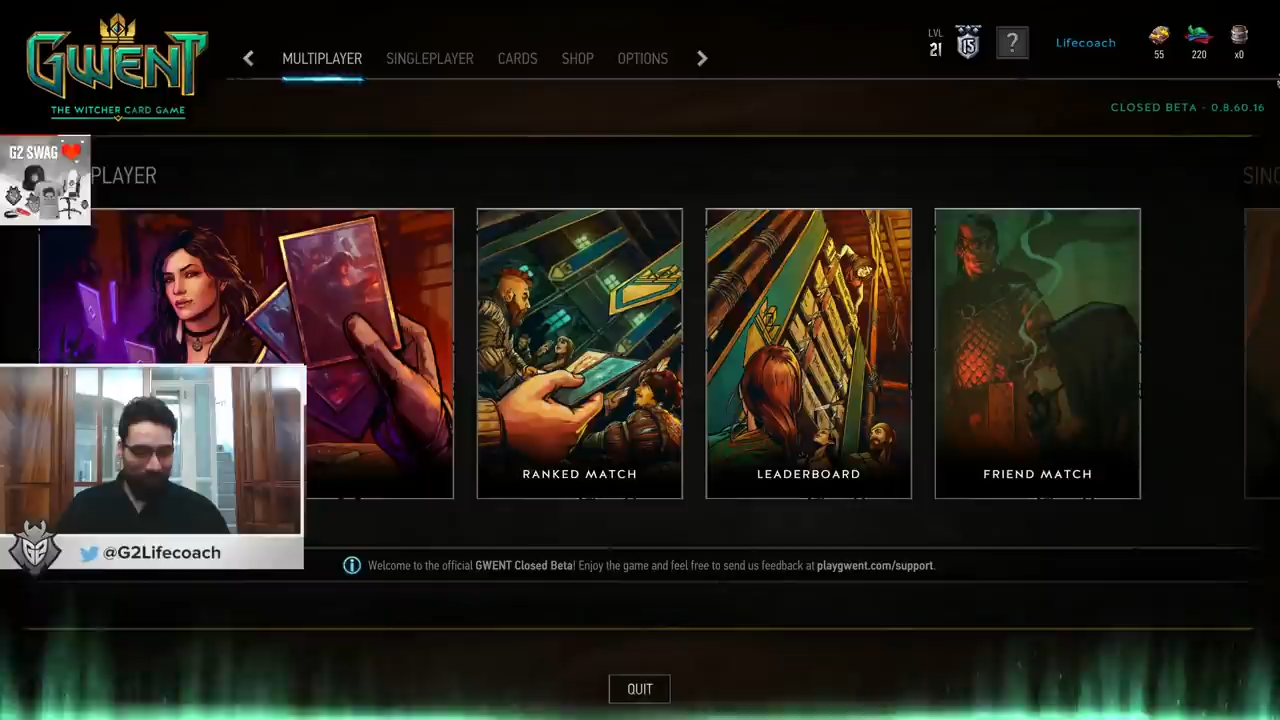 GWENT
THE WITCHER CARD GAME
MULTIPLAYER
SINGLEPLAYER
CARDS
SHOP
OPTIONS
LVL
21
15
?
Lifecoach
55
220
x0
CLOSED BETA - 0.8.60.16
G2 SWAG
PLAYER
SING
RANKED MATCH
LEADERBOARD
FRIEND MATCH
@G2Lifecoach
Welcome to the official GWENT Closed Beta! Enjoy the game and feel free to send us feedback at playgwent.com/support.
QUIT